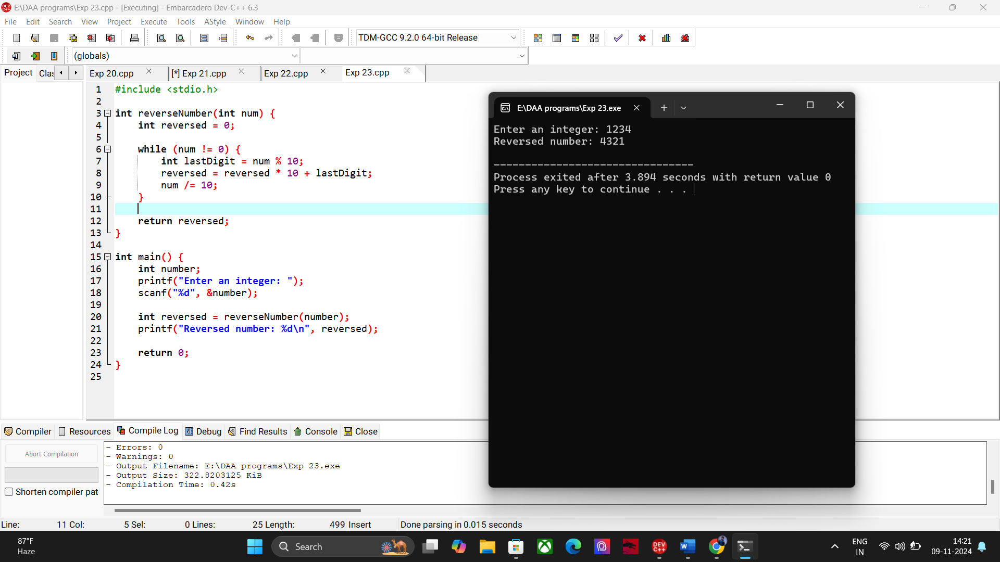 E:\DAA programs\Exp 23.cpp - [Executing] - Embarcadero Dev-C++ 6.3
File Edit Search View Project Execute Tools AStyle Window Help
TDM-GCC 9.2.0 64-bit Release
(globals)
Project Clas Exp 20.cpp [*] Exp 21.cpp Exp 22.cpp Exp 23.cpp
1 #include <stdio.h>
2
3 int reverseNumber(int num) {
4 int reversed = 0;
5
6 while (num != 0) {
7 int lastDigit = num % 10;
8 reversed = reversed * 10 + lastDigit;
9 num /= 10;
10 }
11
12 return reversed;
13 }
14
15 int main() {
16 int number;
17 printf("Enter an integer: ");
18 scanf("%d", &number);
19
20 int reversed = reverseNumber(number);
21 printf("Reversed number: %d\n", reversed);
22
23 return 0;
24 }
25
E:\DAA programs\Exp 23.exe
Enter an integer: 1234
Reversed number: 4321
--------------------------------
Process exited after 3.894 seconds with return value 0
Press any key to continue . . .
Compiler Resources Compile Log Debug Find Results Console Close
Abort Compilation
Shorten compiler pat
- Errors: 0
- Warnings: 0
- Output Filename: E:\DAA programs\Exp 23.exe
- Output Size: 322.8203125 KiB
- Compilation Time: 0.42s
Line: 11 Col: 5 Sel: 0 Lines: 25 Length: 499 Insert Done parsing in 0.015 seconds
87°F
Haze
Search
DEV
C++
W
ENG
IN
14:21
09-11-2024